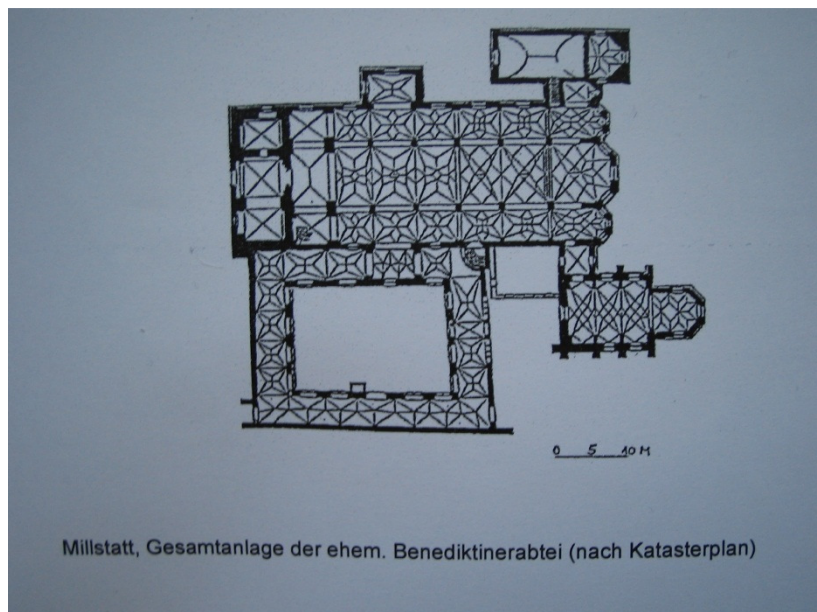 0 5 10 M
Millstatt, Gesamtanlage der ehem. Benediktinerabtei (nach Katasterplan)